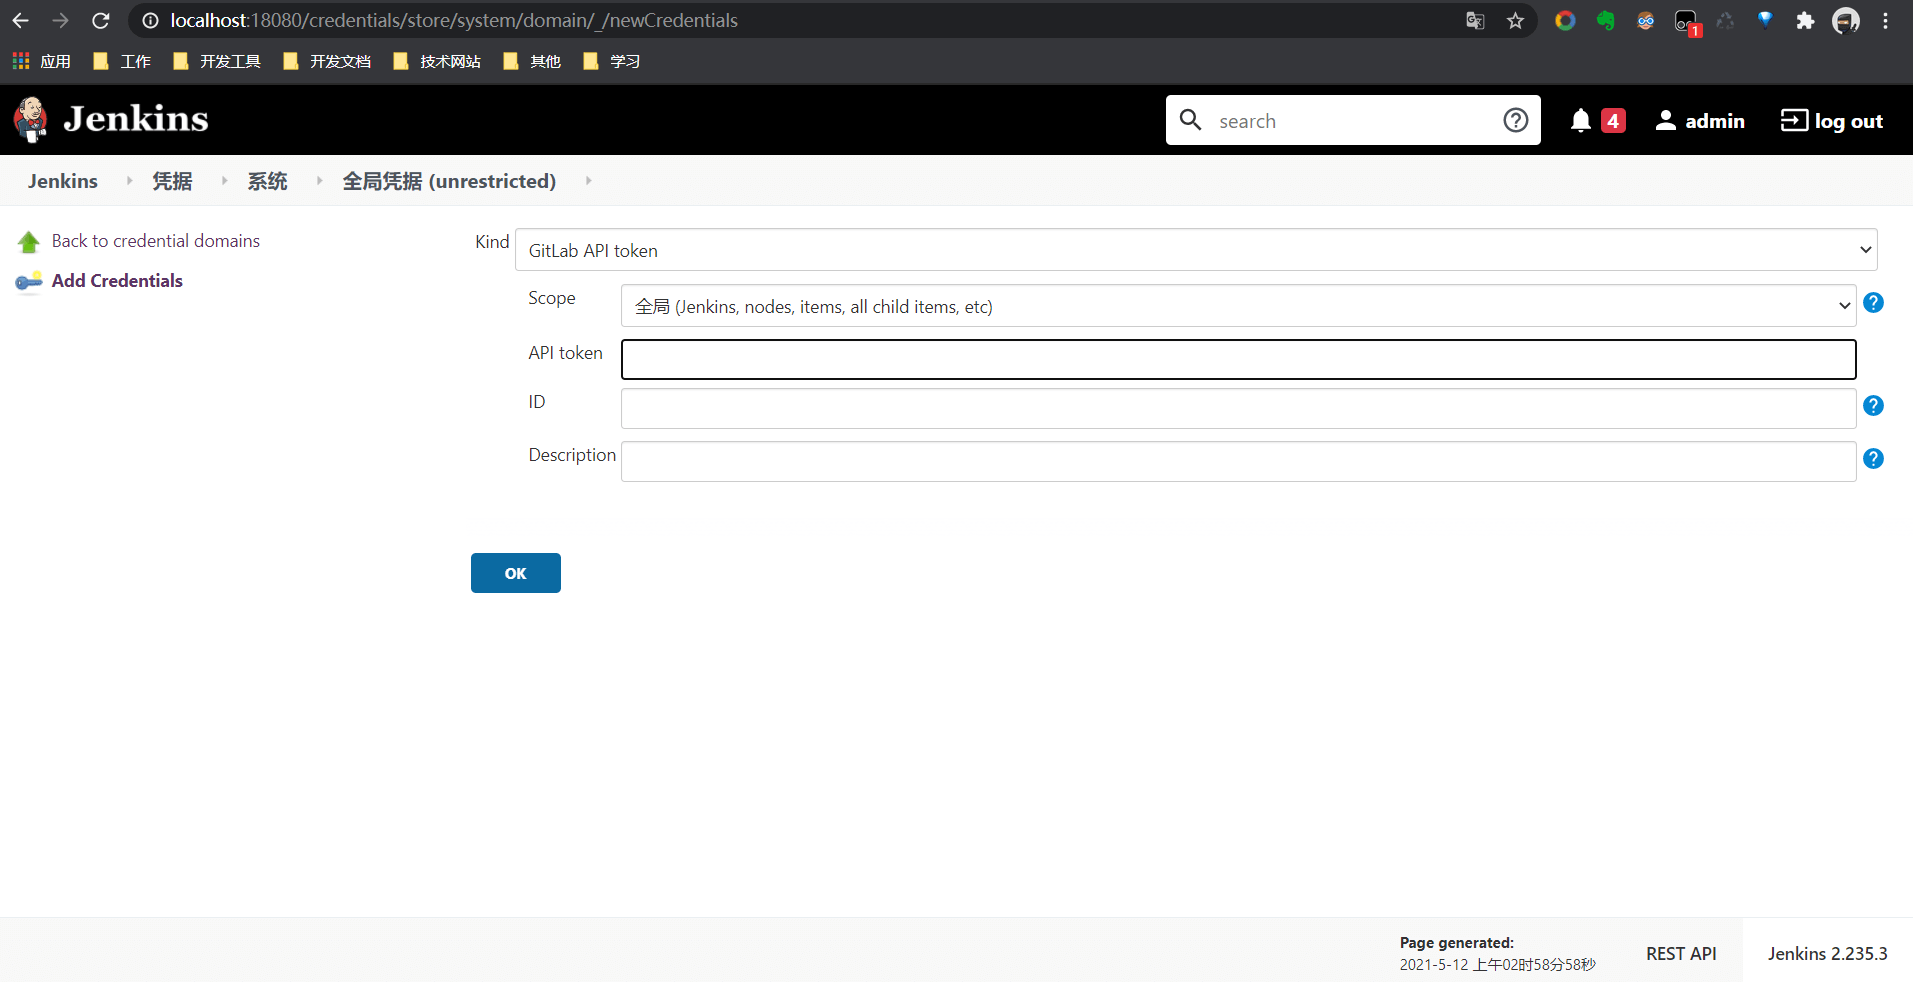 localhost:18080/credentials/store/system/domain/_/newCredentials
1
应用 工作 开发工具 开发文档 技术网站 其他 学习
Jenkins search 4 admin log out
Jenkins 凭据 系统 全局凭据 (unrestricted)
Back to credential domains
Add Credentials
Kind GitLab API token
Scope 全局 (Jenkins, nodes, items, all child items, etc)
API token
ID
Description
OK
Page generated:
2021-5-12 上午02时58分58秒
REST API
Jenkins 2.235.3